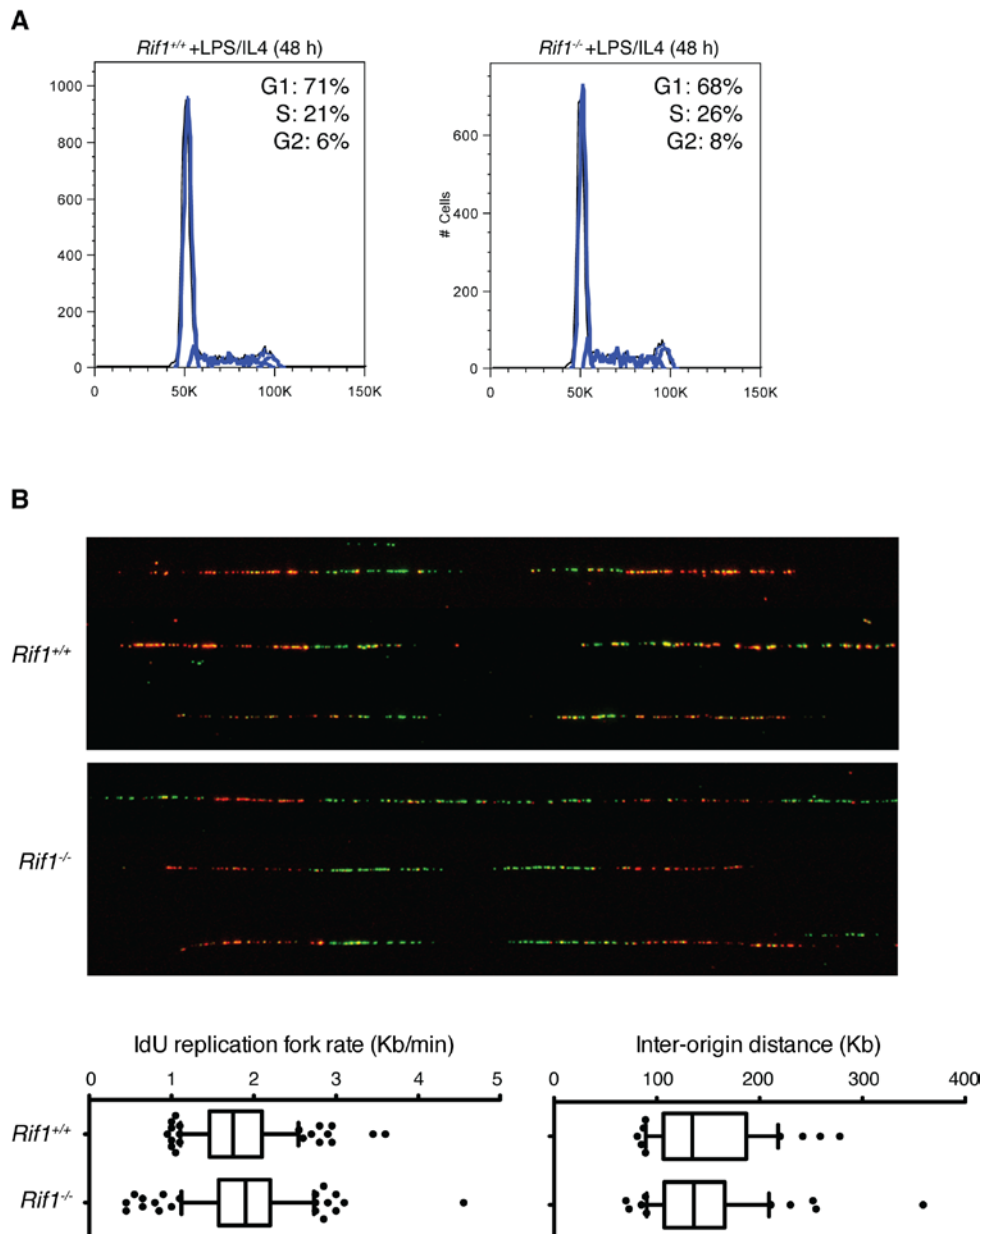 A
Rif1+/+ +LPS/IL4 (48 h)
G1: 71%
S: 21%
G2: 6%
1000
800
600
400
200
0
0 50K 100K 150K
Rif1-/- +LPS/IL4 (48 h)
G1: 68%
S: 26%
G2: 8%
# Cells
600
400
200
0
0 50K 100K 150K
B
Rif1+/+
Rif1-/-
IdU replication fork rate (Kb/min)
0 1 2 3 4 5
Rif1+/+
Rif1-/-
Inter-origin distance (Kb)
0 100 200 300 400